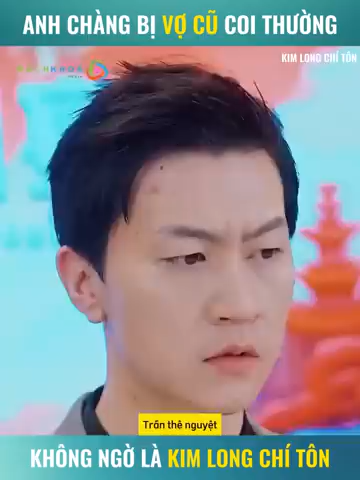 ANH CHÀNG BỊ VỢ CŨ COI THƯỜNG
KIM LONG CHÍ TÔN
Trần thê nguyệt
KHÔNG NGỜ LÀ KIM LONG CHÍ TÔN